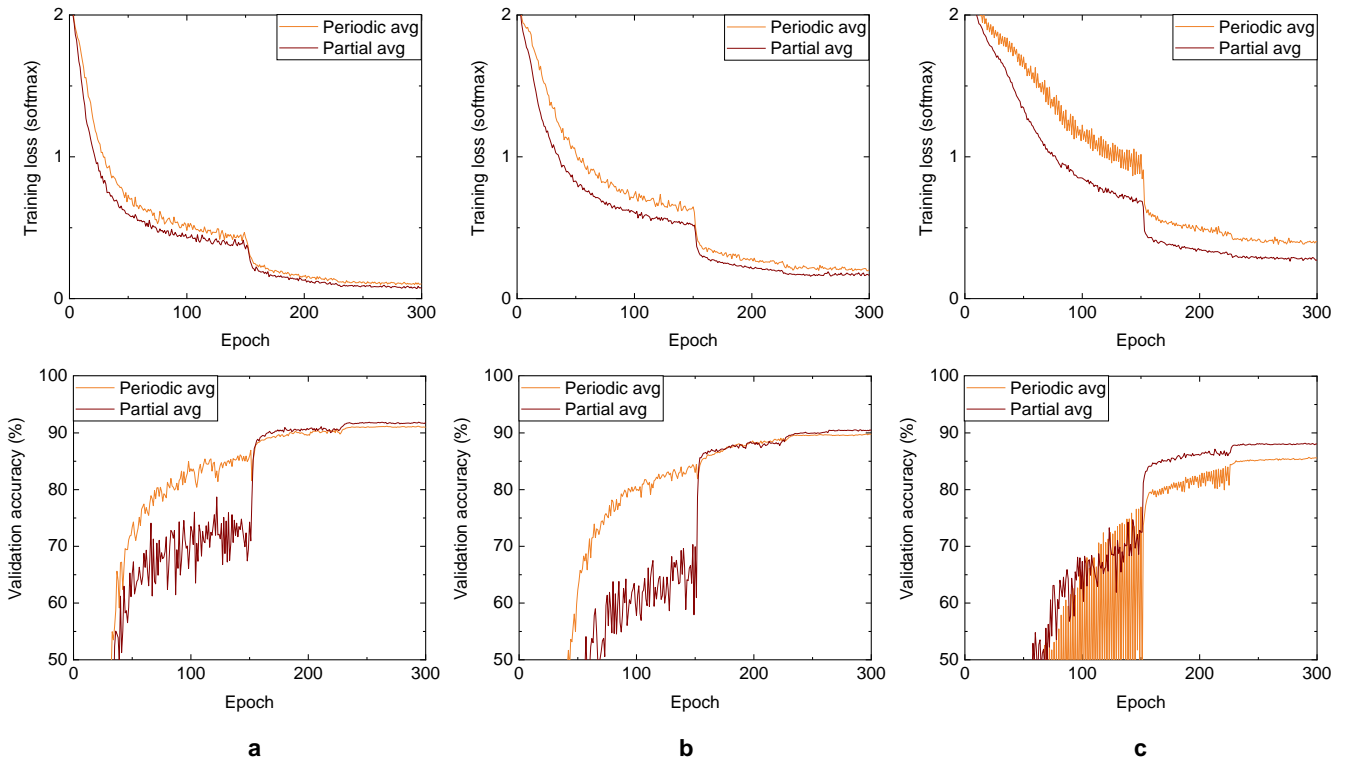 Periodic avg
Partial avg
2
1
0
0 100 200 300
Training loss (softmax)
Epoch
Periodic avg
Partial avg
2
1
0
0 100 200 300
Training loss (softmax)
Epoch
Periodic avg
Partial avg
2
1
0
0 100 200 300
Training loss (softmax)
Epoch
Periodic avg
Partial avg
100
90
80
70
60
50
0 100 200 300
Validation accuracy (%)
Epoch
Periodic avg
Partial avg
100
90
80
70
60
50
0 100 200 300
Validation accuracy (%)
Epoch
Periodic avg
Partial avg
100
90
80
70
60
50
0 100 200 300
Validation accuracy (%)
Epoch
a b c